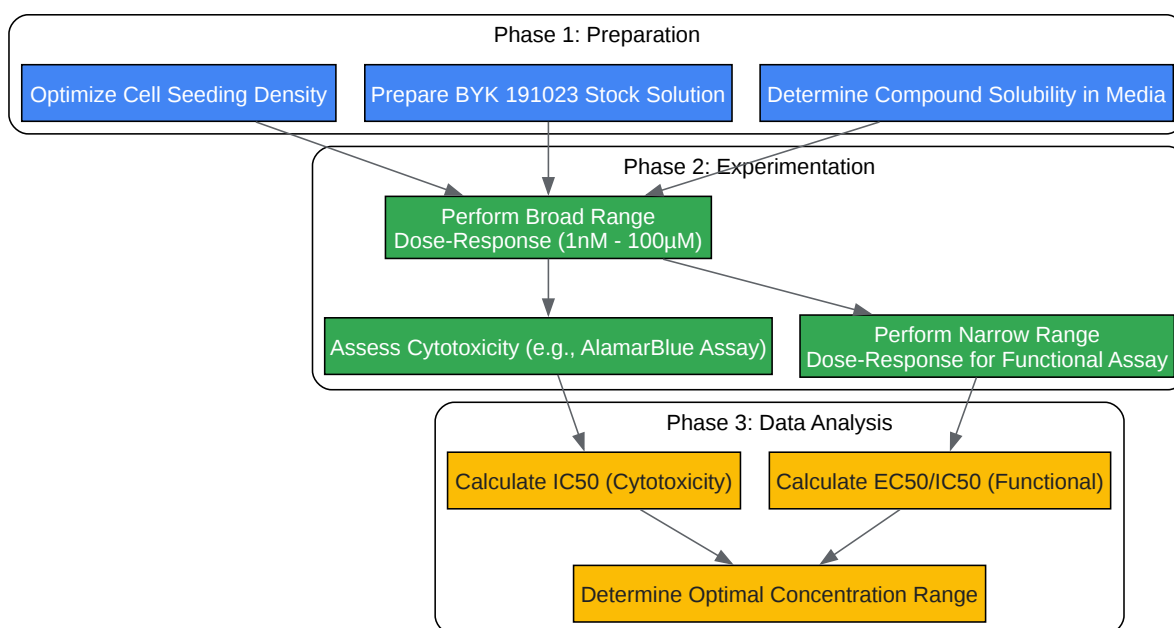 Phase 1: Preparation
Optimize Cell Seeding Density
Prepare BYK 191023 Stock Solution
Determine Compound Solubility in Media
Phase 2: Experimentation
Perform Broad Range
Dose-Response (1nM - 100µM)
Assess Cytotoxicity (e.g., AlamarBlue Assay)
Perform Narrow Range
Dose-Response for Functional Assay
Phase 3: Data Analysis
Calculate IC50 (Cytotoxicity)
Calculate EC50/IC50 (Functional)
Determine Optimal Concentration Range